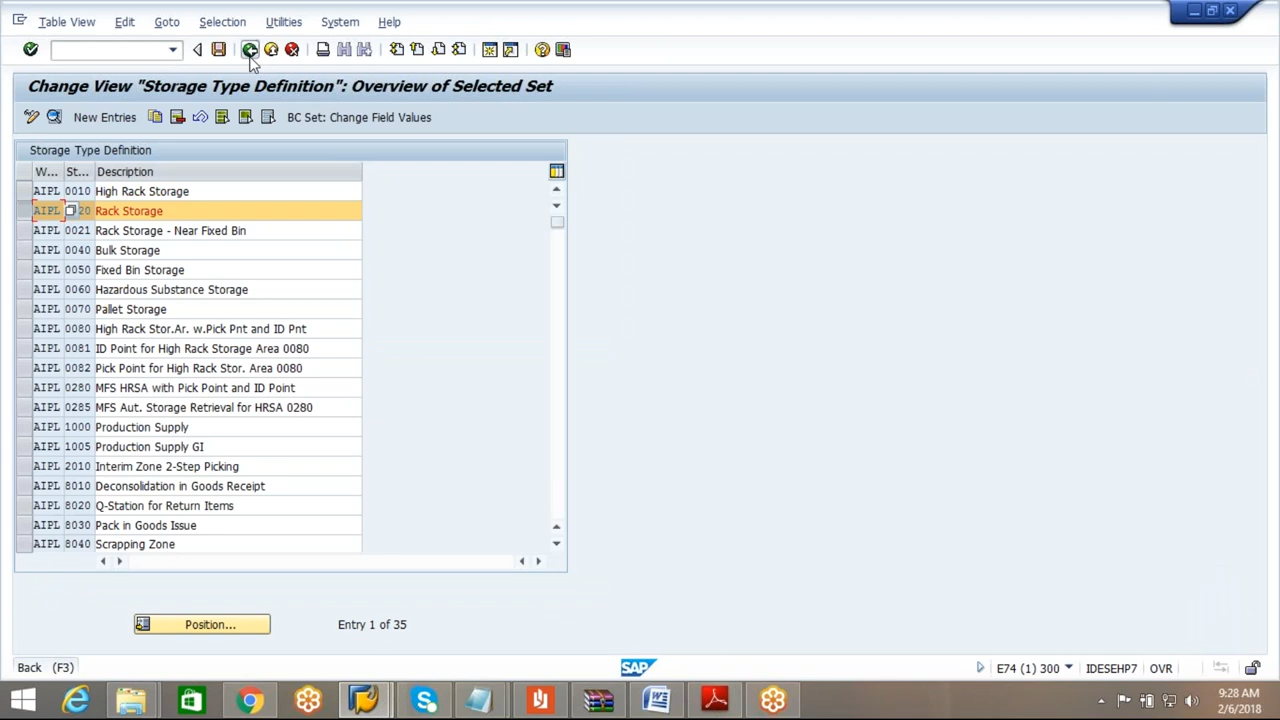 Table View Edit Goto Selection Utilities System Help
Change View "Storage Type Definition": Overview of Selected Set
New Entries BC Set: Change Field Values
Storage Type Definition
W... St... Description
AIPL 0010 High Rack Storage
AIPL 20 Rack Storage
AIPL 0021 Rack Storage - Near Fixed Bin
AIPL 0040 Bulk Storage
AIPL 0050 Fixed Bin Storage
AIPL 0060 Hazardous Substance Storage
AIPL 0070 Pallet Storage
AIPL 0080 High Rack Stor.Ar. w.Pick Pnt and ID Pnt
AIPL 0081 ID Point for High Rack Storage Area 0080
AIPL 0082 Pick Point for High Rack Stor. Area 0080
AIPL 0280 MFS HRSA with Pick Point and ID Point
AIPL 0285 MFS Aut. Storage Retrieval for HRSA 0280
AIPL 1000 Production Supply
AIPL 1005 Production Supply GI
AIPL 2010 Interim Zone 2-Step Picking
AIPL 8010 Deconsolidation in Goods Receipt
AIPL 8020 Q-Station for Return Items
AIPL 8030 Pack in Goods Issue
AIPL 8040 Scrapping Zone
Position... Entry 1 of 35
Back (F3) SAP E74 (1) 300 IDESEHP7 OVR
9:28 AM
2/6/2018